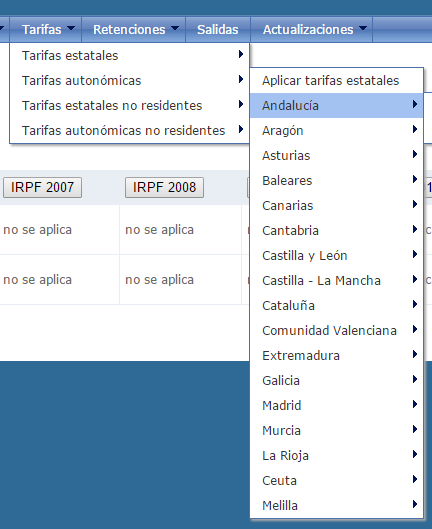 Tarifas Retenciones Salidas Actualizaciones
Tarifas estatales
Tarifas autonómicas
Tarifas estatales no residentes
Tarifas autonómicas no residentes
Aplicar tarifas estatales
Andalucía
Aragón
Asturias
Baleares
Canarias
Cantabria
Castilla y León
Castilla - La Mancha
Cataluña
Comunidad Valenciana
Extremadura
Galicia
Madrid
Murcia
La Rioja
Ceuta
Melilla
IRPF 2007 IRPF 2008
no se aplica no se aplica
no se aplica no se aplica